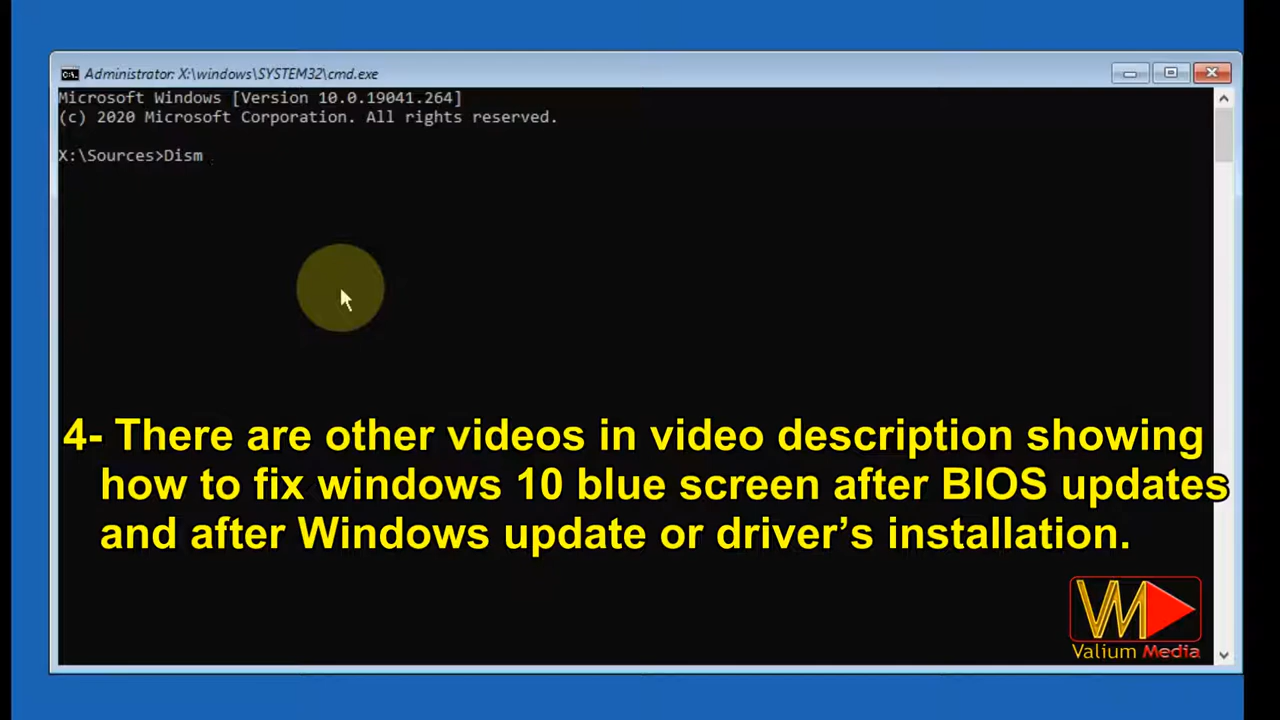 Administrator: X:\windows\SYSTEM32\cmd.exe
Microsoft Windows [Version 10.0.19041.264]
(c) 2020 Microsoft Corporation. All rights reserved.
X:\Sources>Dism
4- There are other videos in video description showing
how to fix windows 10 blue screen after BIOS updates
and after Windows update or driver’s installation.
VM
Valium Media